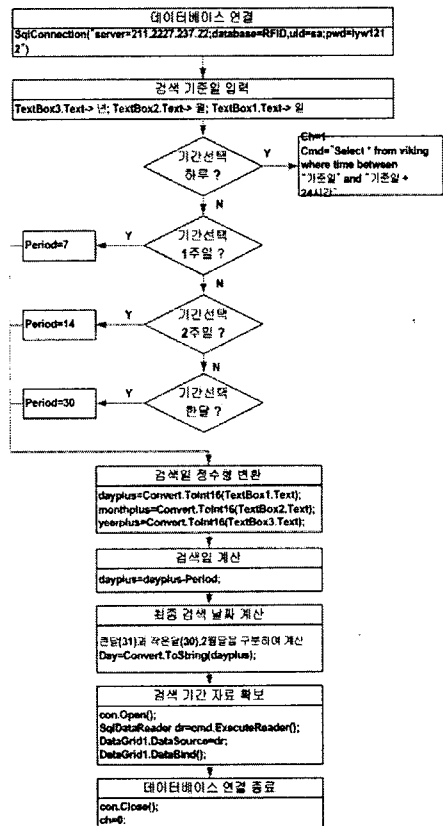 데이터베이스 연결
SqlConnection("server=211.2227.237.22;database=RFID,uid=sa;pwd=lyw1212
2")
검색 기준일 입력
TextBox3.Text-> 년; TextBox2.Text-> 월; TextBox1.Text-> 일
기간선택
하루 ?
Y
Ch=1
Cmd="Select * from viking
where time between
"기준일" and "기준일 +
24시간"
N
기간선택
1주일 ?
Y
Period=7
N
기간선택
2주일 ?
Y
Period=14
N
기간선택
한달 ?
Y
Period=30
검색일 정수형 변환
dayplus=Convert.ToInt16(TextBox1.Text);
monthplus=Convert.ToInt16(TextBox2.Text);
yeerplus=Convert.ToInt16(TextBox3.Text);
검색일 계산
dayplus=dayplus-Period;
최종 검색 날짜 계산
큰달(31)과 작은달(30),2월달을 구분하여 계산
Day=Convert.ToString(dayplus);
검색 기간 자료 확보
con.Open();
SqlDataReader dr=cmd.ExecuteReader();
DataGrid1.DataSource=dr;
DataGrid1.DataBind();
데이터베이스 연결 종료
con.Close();
ch=0;